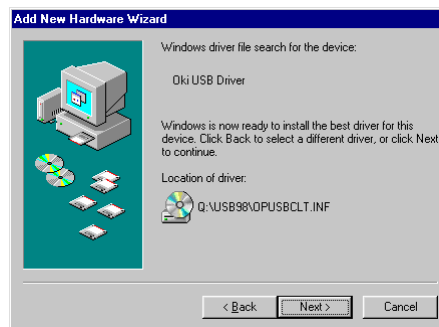 Add New Hardware Wizard
Windows driver file search for the device:
Oki USB Driver
Windows is now ready to install the best driver for this
device. Click Back to select a different driver, or click Next
to continue.
Location of driver:
Q:\USB98\OPUSBCLT.INF
< Back
Next >
Cancel